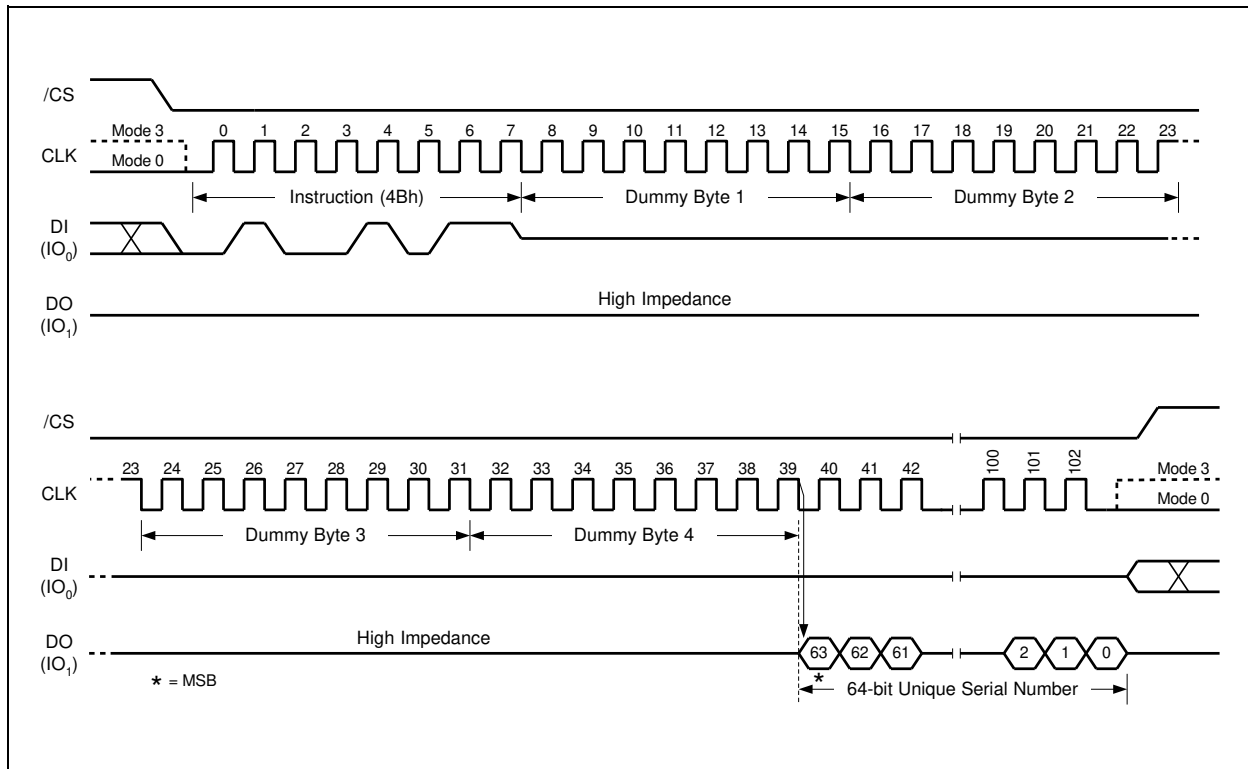 /CS
Mode 3
0 1 2 3 4 5 6 7 8 9 10 11 12 13 14 15 16 17 18 19 20 21 22 23
CLK
Mode 0
Instruction (4Bh) Dummy Byte 1 Dummy Byte 2
DI
(IO0)
High Impedance
DO
(IO1)
/CS
23 24 25 26 27 28 29 30 31 32 33 34 35 36 37 38 39 40 41 42 100 101 102
Mode 3
CLK
Mode 0
Dummy Byte 3 Dummy Byte 4
DI
(IO0)
High Impedance
DO
(IO1)
63 62 61 2 1 0
* = MSB
*
64-bit Unique Serial Number